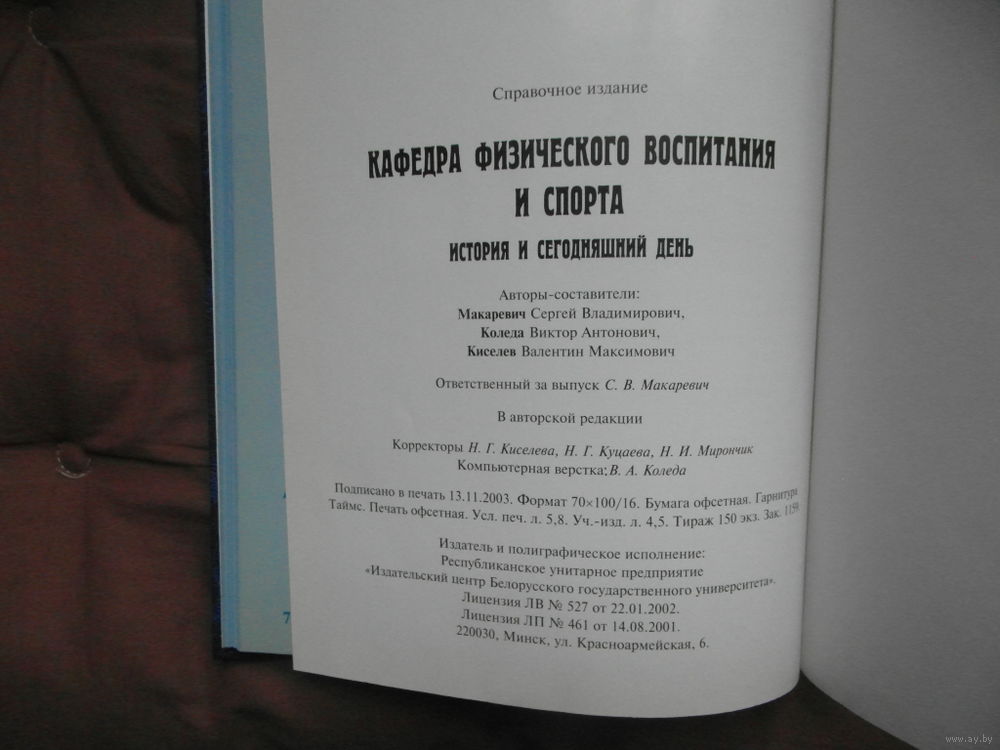 Справочное издание
КАФЕДРА ФИЗИЧЕСКОГО ВОСПИТАНИЯ
И СПОРТА
ИСТОРИЯ И СЕГОДНЯШНИЙ ДЕНЬ
Авторы-составители:
Макаревич Сергей Владимирович,
Коледа Виктор Антонович,
Киселев Валентин Максимович
Ответственный за выпуск С. В. Макаревич
В авторской редакции
Корректоры Н. Г. Киселева, Н. Г. Куцаева, Н. И. Мирончик
Компьютерная верстка: В. А. Коледа
Подписано в печать 13.11.2003. Формат 70×100/16. Бумага офсетная. Гарнитура
Таймс. Печать офсетная. Усл. печ. л. 5,8. Уч.-изд. л. 4,5. Тираж 150 экз. Зак. 1159.
Издатель и полиграфическое исполнение:
Республиканское унитарное предприятие
«Издательский центр Белорусского государственного университета».
Лицензия ЛВ № 527 от 22.01.2002.
Лицензия ЛП № 461 от 14.08.2001.
220030, Минск, ул. Красноармейская, 6.
7
www.ay.by